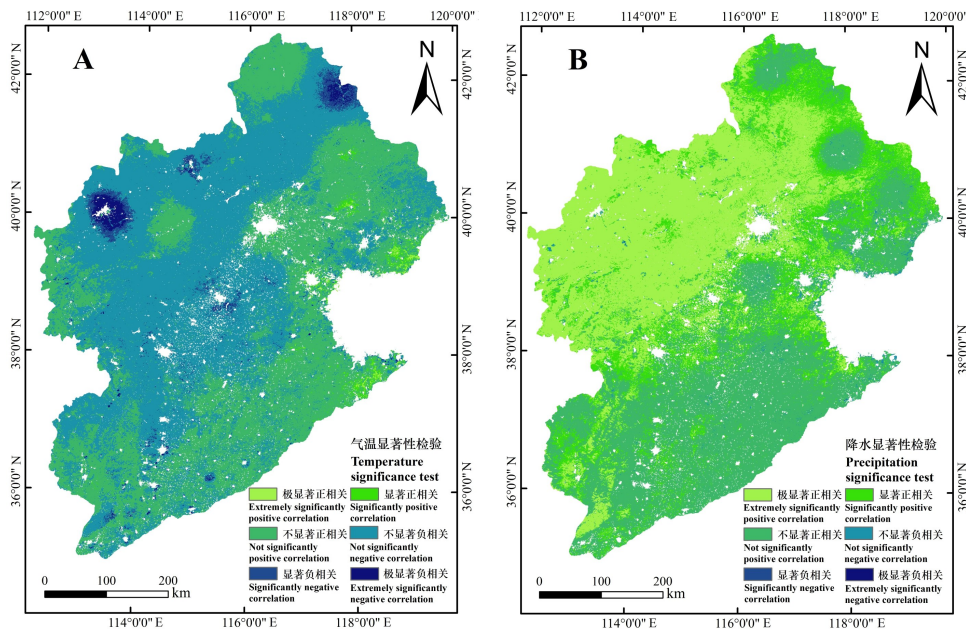 112°0'0" E
114°0'0" E
116°0'0" E
118°0'0" E
120°0'0" E
A
N
42°0'0" N
40°0'0" N
38°0'0" N
36°0'0" N
42°0'0" N
40°0'0" N
38°0'0" N
36°0'0" N
气温显著性检验
Temperature
significance test
极显著正相关
显著正相关
Extremely significantly
positive correlation
Significantly positive
correlation
不显著正相关
不显著负相关
Not significantly
positive correlation
Not significantly
negative correlation
显著负相关
极显著负相关
Significantly negative
correlation
Extremely significantly
negative correlation
0
100
200
km
114°0'0" E
116°0'0" E
118°0'0" E
112°0'0" E
114°0'0" E
116°0'0" E
118°0'0" E
120°0'0" E
B
N
42°0'0" N
40°0'0" N
38°0'0" N
36°0'0" N
42°0'0" N
40°0'0" N
38°0'0" N
36°0'0" N
降水显著性检验
Precipitation
significance test
极显著正相关
显著正相关
Extremely significantly
positive correlation
Significantly positive
correlation
不显著正相关
不显著负相关
Not significantly
positive correlation
Not significantly
negative correlation
显著负相关
极显著负相关
Significantly negative
correlation
Extremely significantly
negative correlation
0
100
200
km
114°0'0" E
116°0'0" E
118°0'0" E